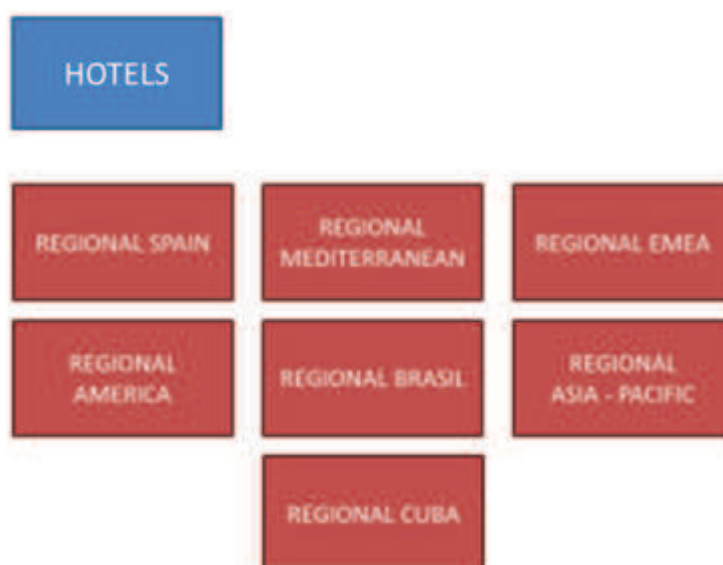 HOTELS
REGIONAL SPAIN
REGIONAL
MEDITERRANEAN
REGIONAL EMEA
REGIONAL
AMERICA
REGIONAL BRASIL
REGIONAL
ASIA - PACIFIC
REGIONAL CUBA